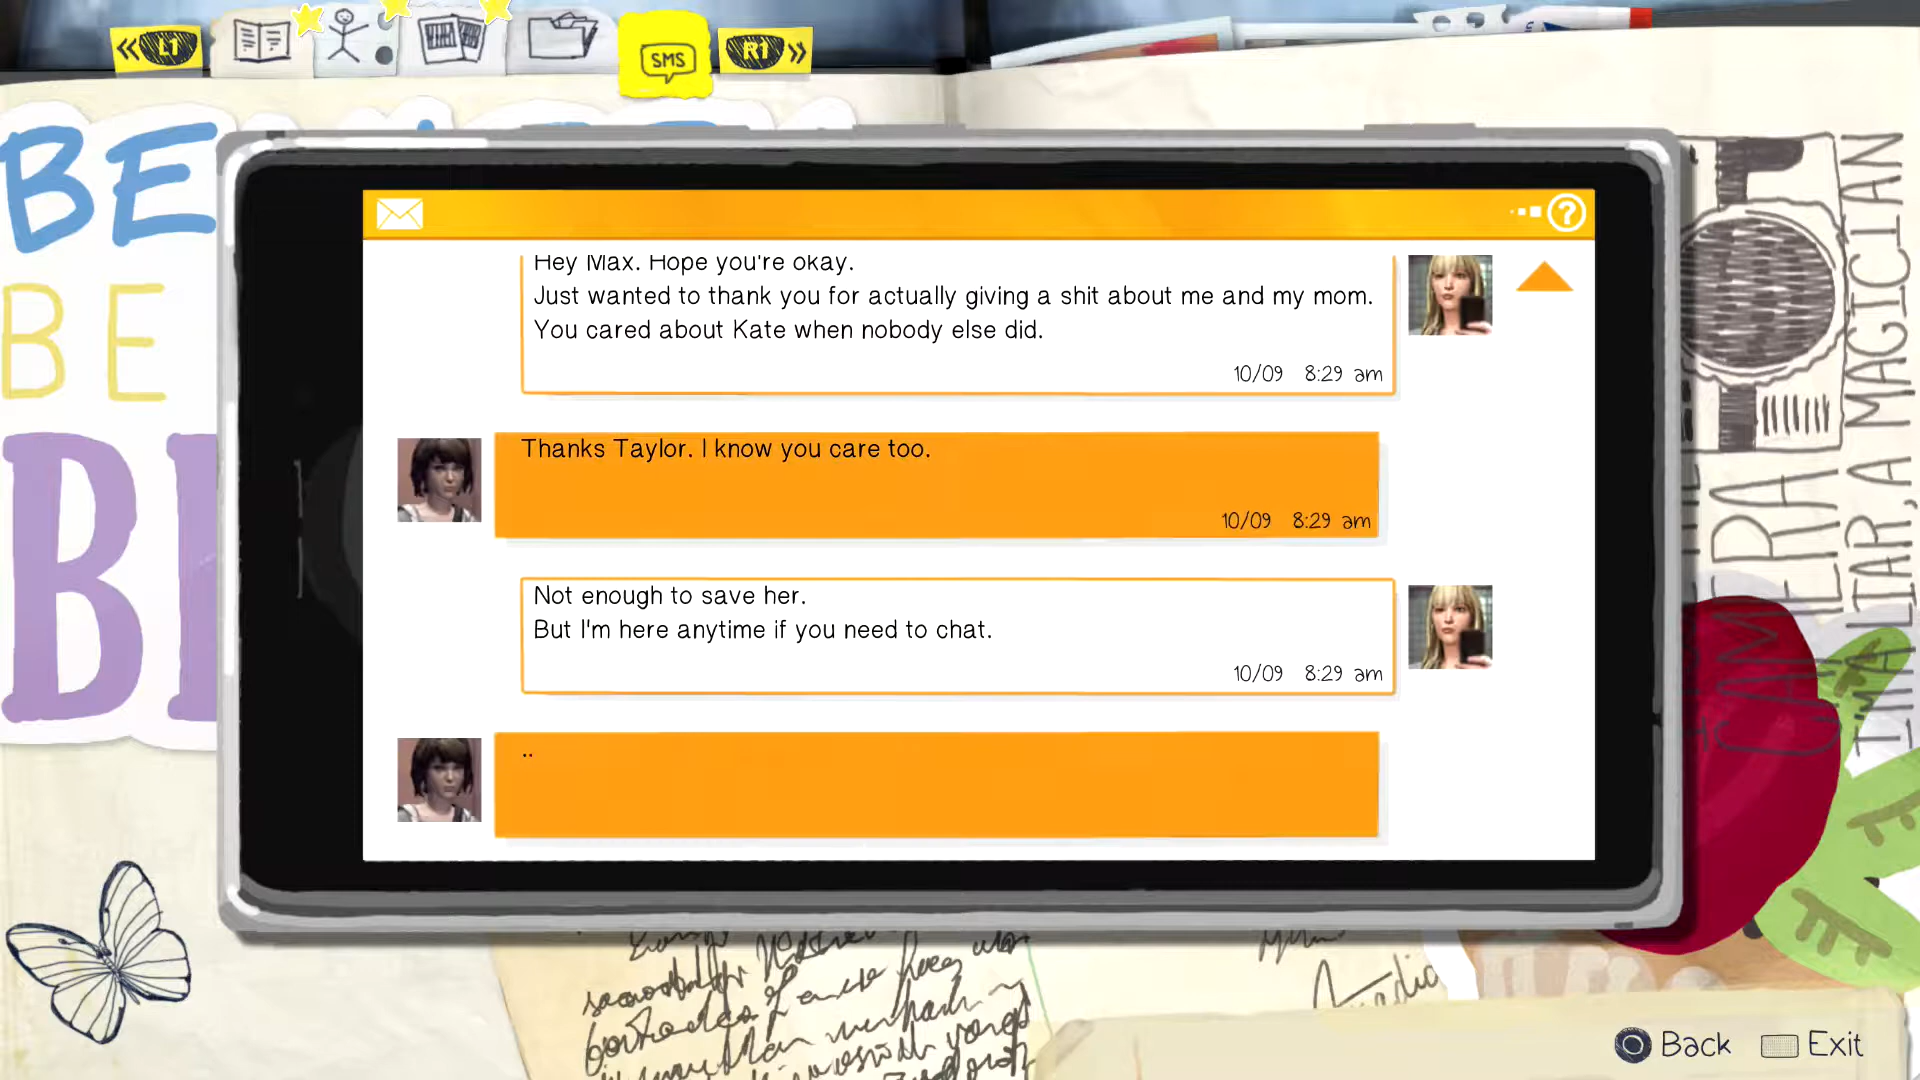 L1
SMS
R1
BE
BE
Hey Max. Hope you're okay.
Just wanted to thank you for actually giving a shit about me and my mom.
You cared about Kate when nobody else did.
10/09 8:29 am
Thanks Taylor. I know you care too.
10/09 8:29 am
Not enough to save her.
But I'm here anytime if you need to chat.
10/09 8:29 am
..
CAMERA
LIAR, A MAGICIAN
Back
Exit